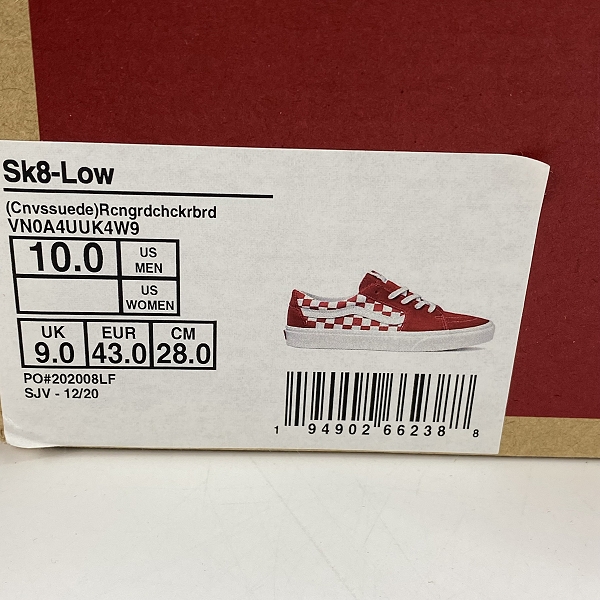 Sk8-Low
(Cnvssuede)Rcngrdchckrbrd
VN0A4UUK4W9
10.0 US MEN
US WOMEN
UK EUR CM
9.0 43.0 28.0
PO#202008LF
SJV - 12/20
1 94902 66238 8